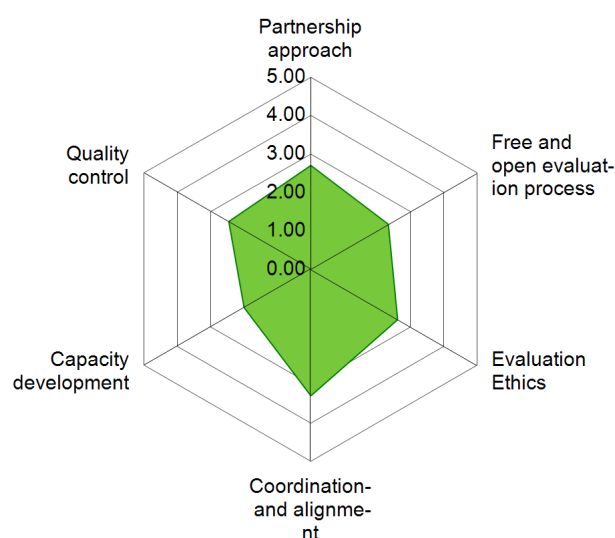 Partnership
approach
5.00
4.00
3.00
2.00
1.00
0.00
Free and
open evaluat-
ion process
Evaluation
Ethics
Coordination-
and alignme-
nt
Capacity
development
Quality
control